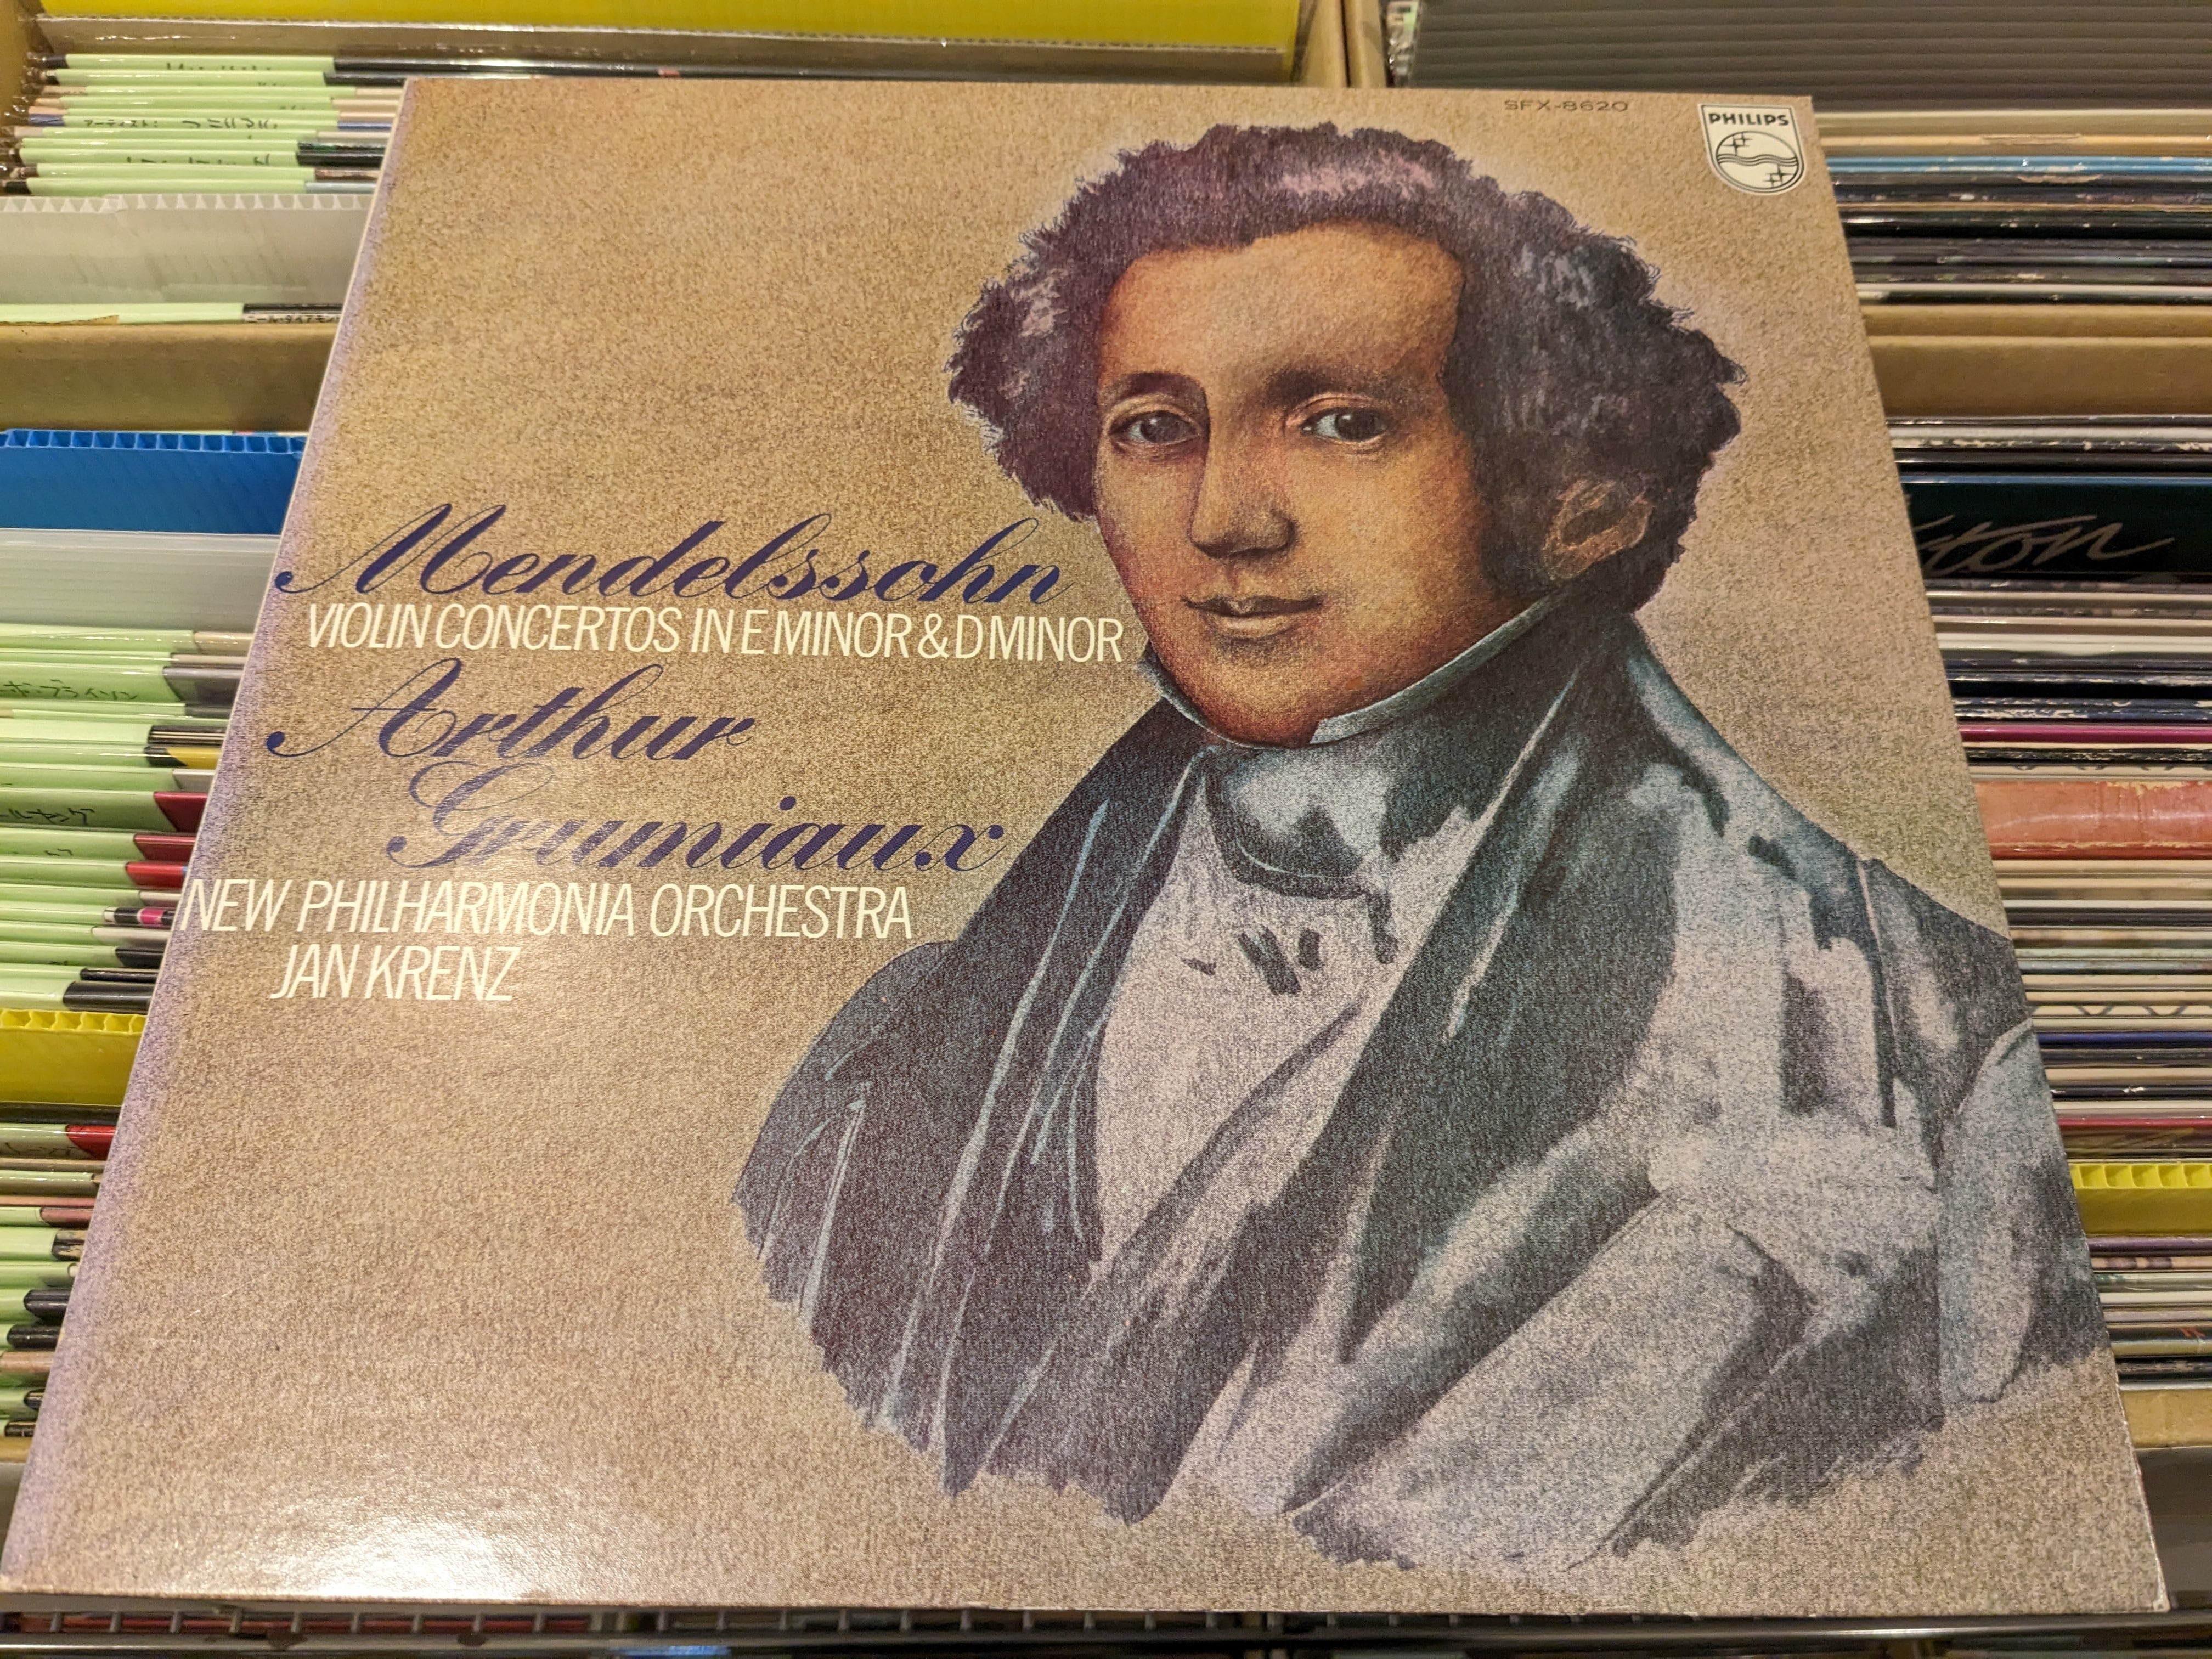 SFX-8620
PHILIPS
Mendelssohn
VIOLIN CONCERTOS IN E MINOR & D MINOR
Arthur
Grumiaux
NEW PHILHARMONIA ORCHESTRA
JAN KRENZ